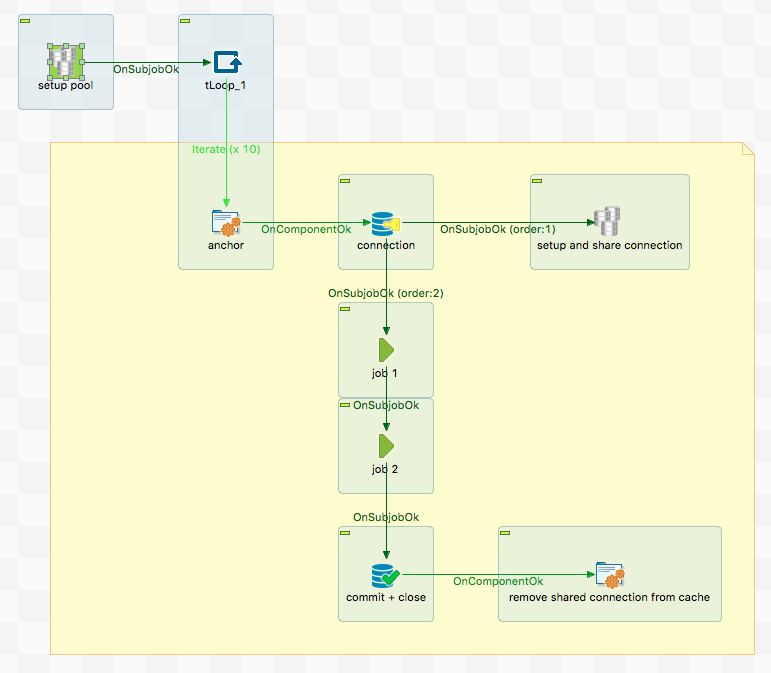 OnSubjobOk
setup pool
tLoop_1
Iterate (x 10)
OnComponentOk
OnSubjobOk (order:1)
anchor
connection
setup and share connection
OnSubjobOk (order:2)
job 1
OnSubjobOk
job 2
OnSubjobOk
OnComponentOk
commit + close
remove shared connection from cache